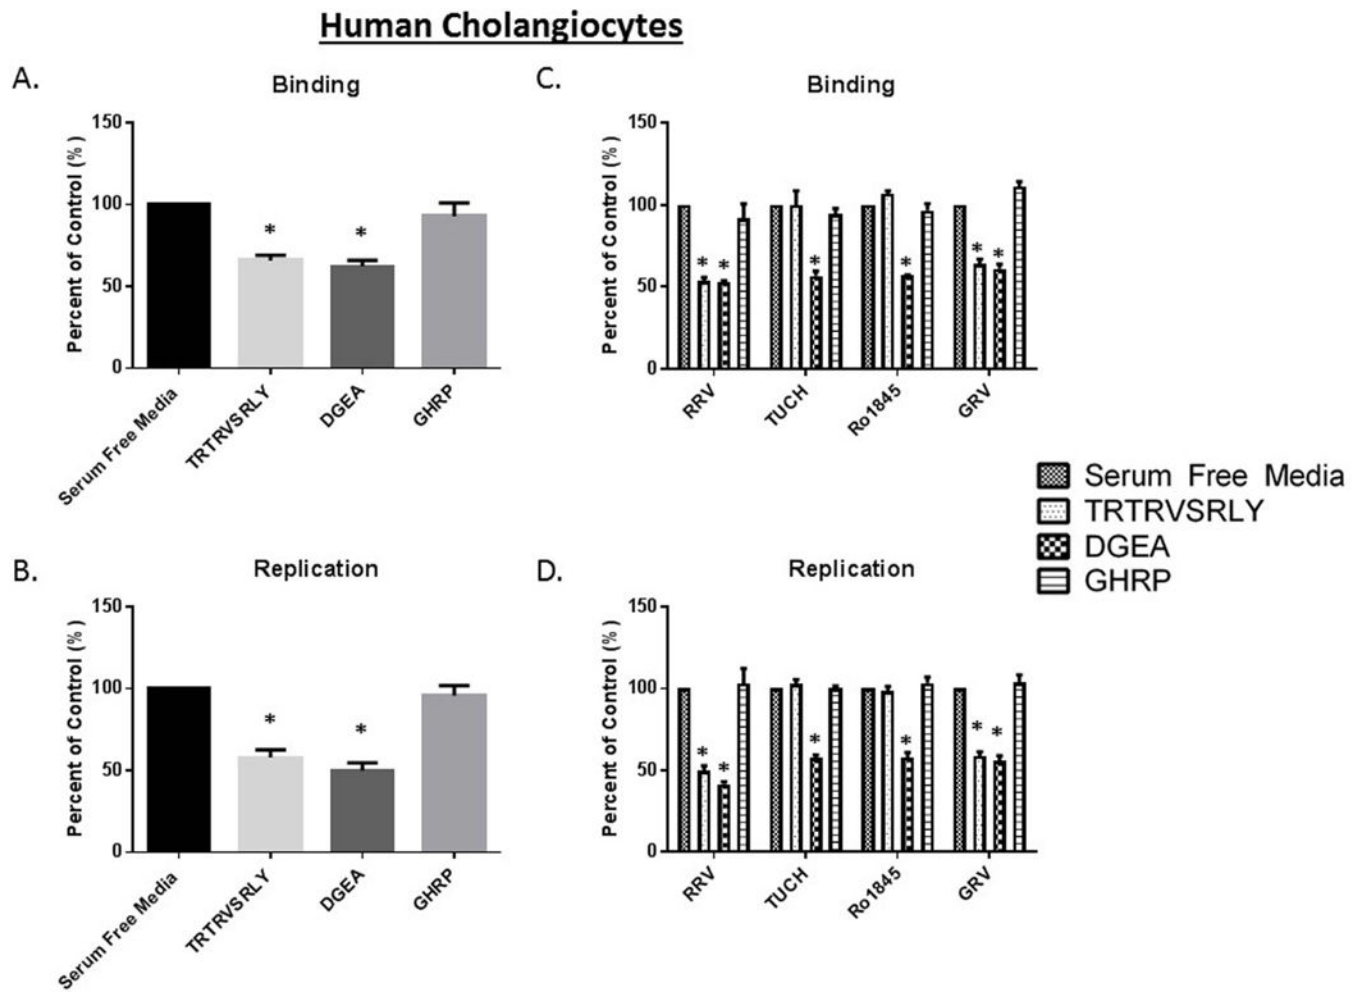 Human Cholangiocytes
A.
Binding
Percent of Control (%)
150
100
50
0
*
*
Serum Free Media
TRTRVSRLY
DGEA
GHRP
C.
Binding
Percent of Control (%)
150
100
50
0
* *
*
*
* *
RRV
TUCH
Ro1845
GRV
Serum Free Media
TRTRVSRLY
DGEA
GHRP
B.
Replication
Percent of Control (%)
150
100
50
0
*
*
Serum Free Media
TRTRVSRLY
DGEA
GHRP
D.
Replication
Percent of Control (%)
150
100
50
0
* *
*
*
* *
RRV
TUCH
Ro1845
GRV